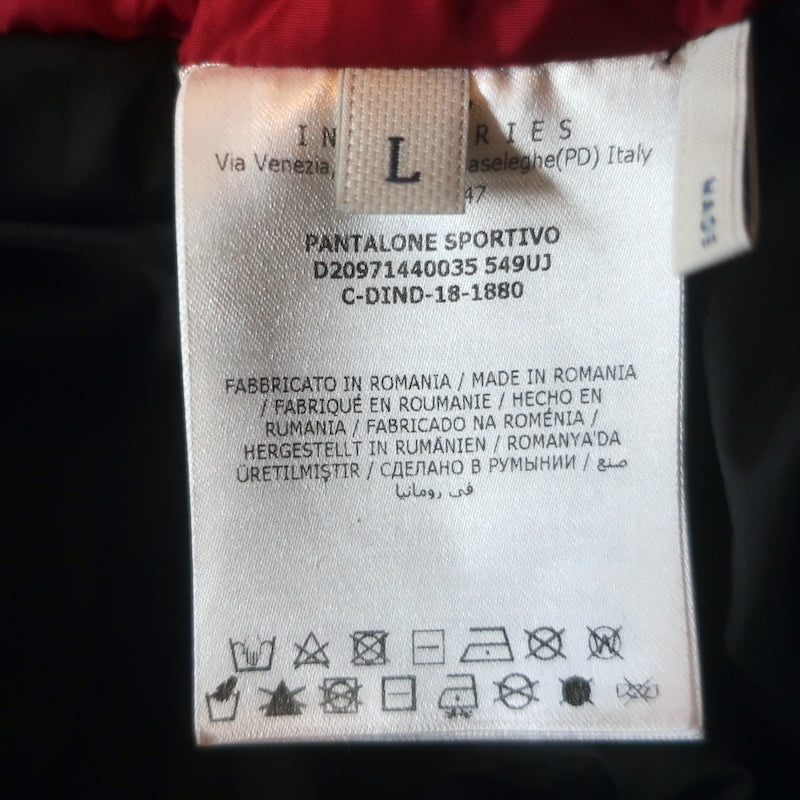 L
IN RIES
Via Venezia, aseleghe(PD) Italy
47
WASH
PANTALONE SPORTIVO
D20971440035 549UJ
C-DIND-18-1880
FABBRICATO IN ROMANIA / MADE IN ROMANIA
/ FABRIQUÉ EN ROUMANIE / HECHO EN
RUMANIA / FABRICADO NA ROMÉNIA /
HERGESTELLT IN RUMÄNIEN / ROMANYA'DA
ÜRETILMIŞTIR / СДЕЛАНО В РУМЫНИИ / صنع
في رومانيا